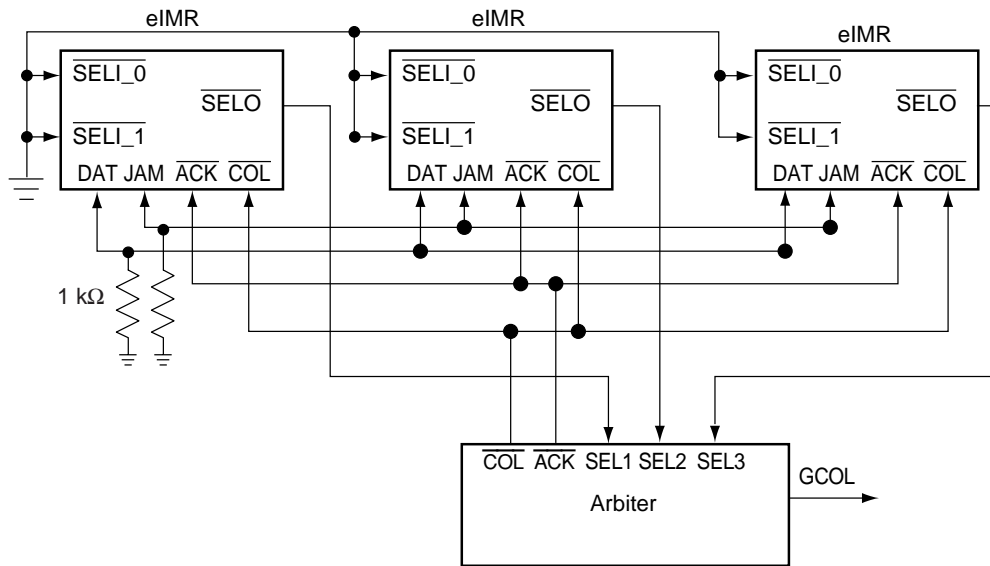 eIMR eIMR
eIMR
SELI_0 SELI_0 SELI_0
SELO SELO SELO
SELI_1 SELI_1 SELI_1
DAT JAM ACK COL DAT JAM ACK COL DAT JAM ACK COL
1 kΩ
COL ACK SEL1 SEL2 SEL3
GCOL
Arbiter